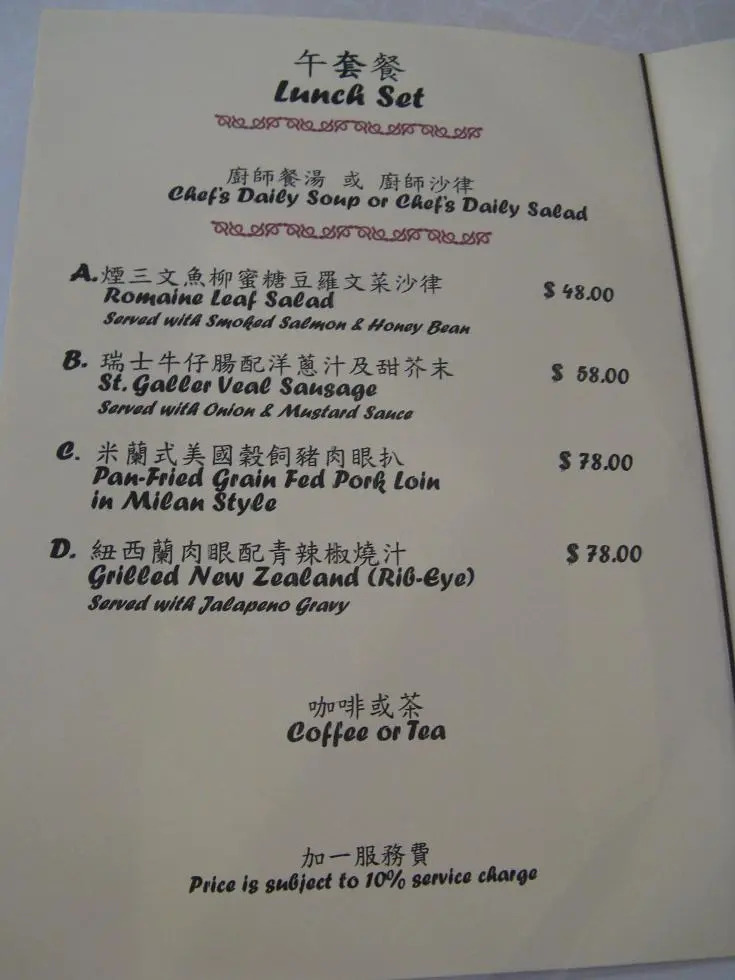 午套餐
Lunch Set
廚師餐湯 或 廚師沙律
Chef's Daily Soup or Chef's Daily Salad
A. 煙三文魚柳蜜糖豆羅文菜沙律 $ 48.00
Romaine Leaf Salad
Served with Smoked Salmon & Honey Bean
B. 瑞士牛仔腸配洋蔥汁及甜芥末 $ 58.00
St. Galler Veal Sausage
Served with Onion & Mustard Sauce
C. 米蘭式美國穀飼豬肉眼扒 $ 78.00
Pan-Fried Grain Fed Pork Loin
in Milan Style
D. 紐西蘭肉眼配青辣椒燒汁 $ 78.00
Grilled New Zealand (Rib-Eye)
Served with Jalapeno Gravy
咖啡或茶
Coffee or Tea
加一服務費
Price is subject to 10% service charge